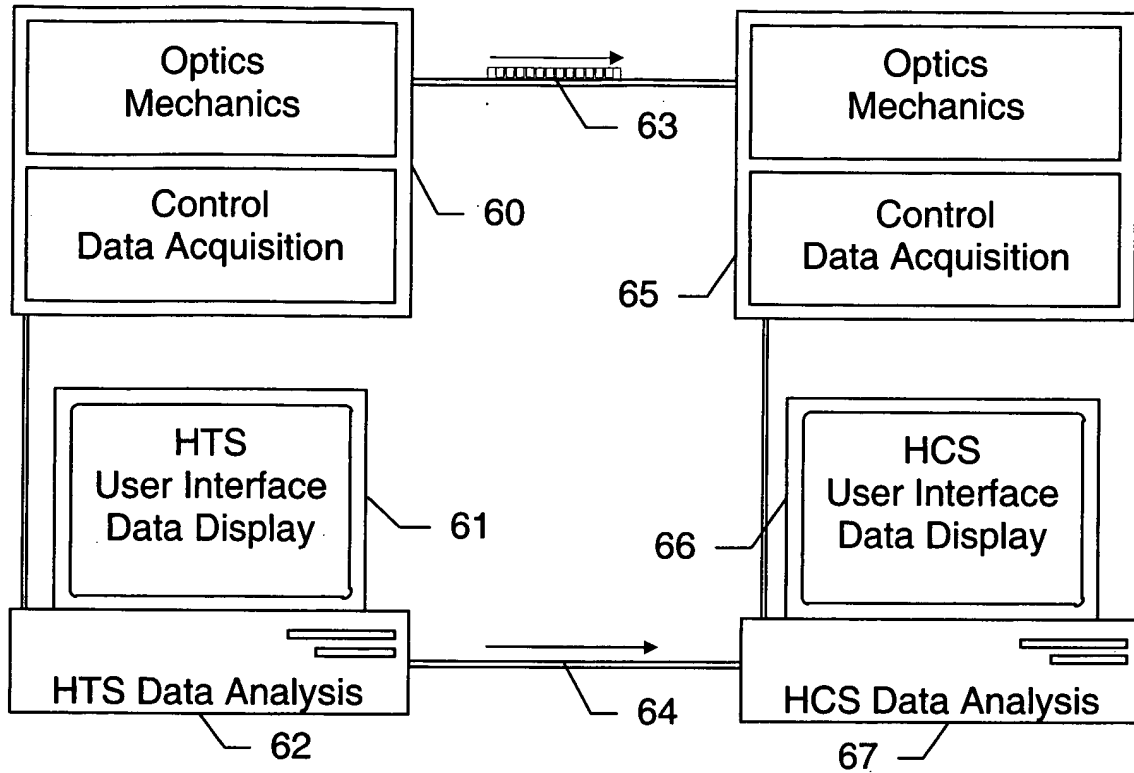 Optics
Mechanics
Control
Data Acquisition
60
63
Optics
Mechanics
Control
Data Acquisition
65
HTS
User Interface
Data Display
61
HTS Data Analysis
62
64
HCS
User Interface
Data Display
66
HCS Data Analysis
67